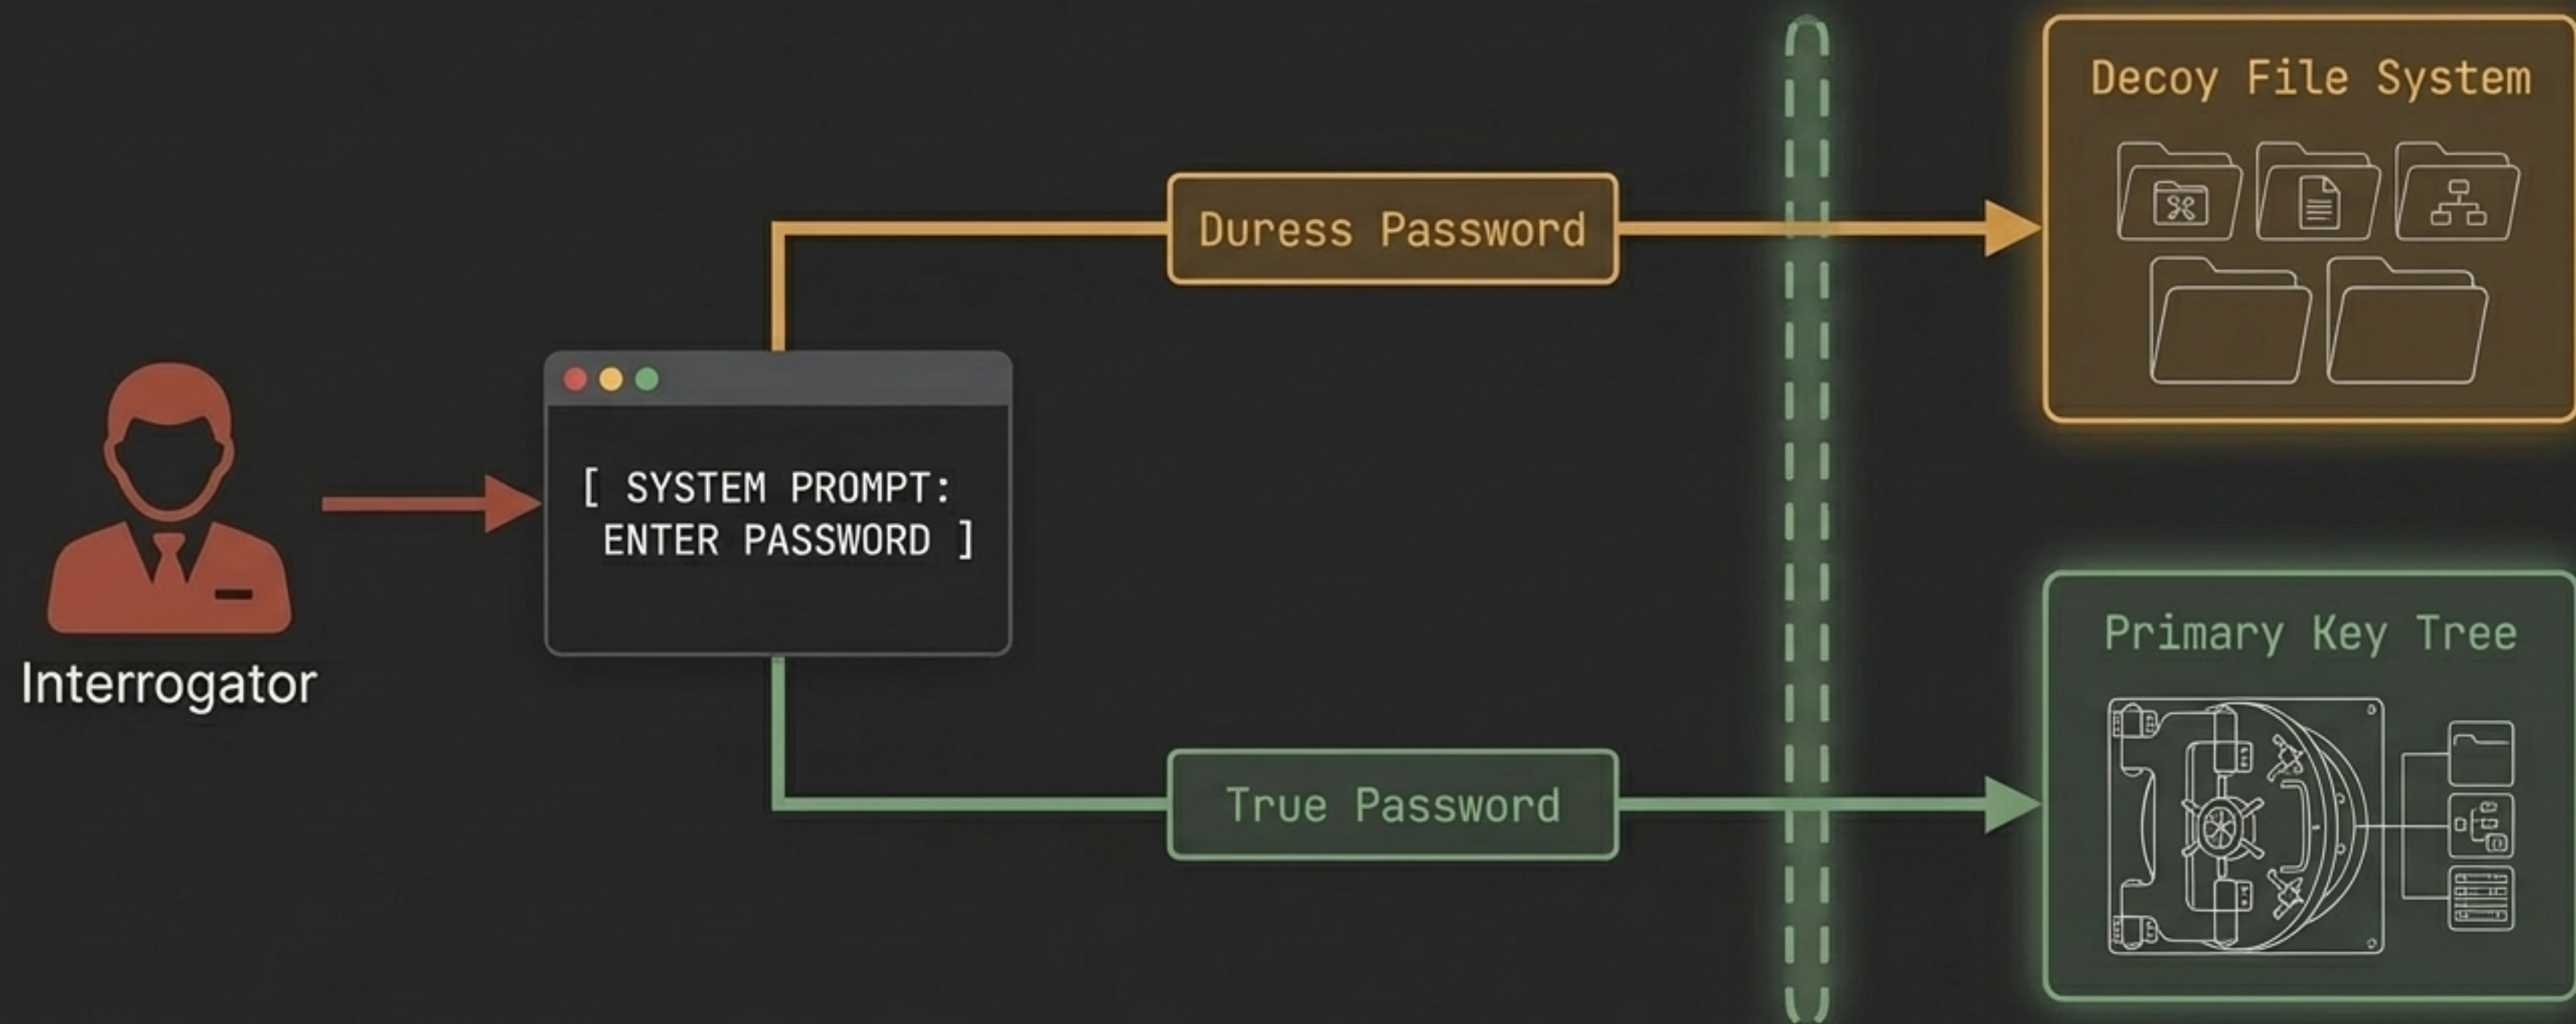 Decoy File System
Duress Password
[ SYSTEM PROMPT:
ENTER PASSWORD ]
Interrogator
Primary Key Tree
True Password